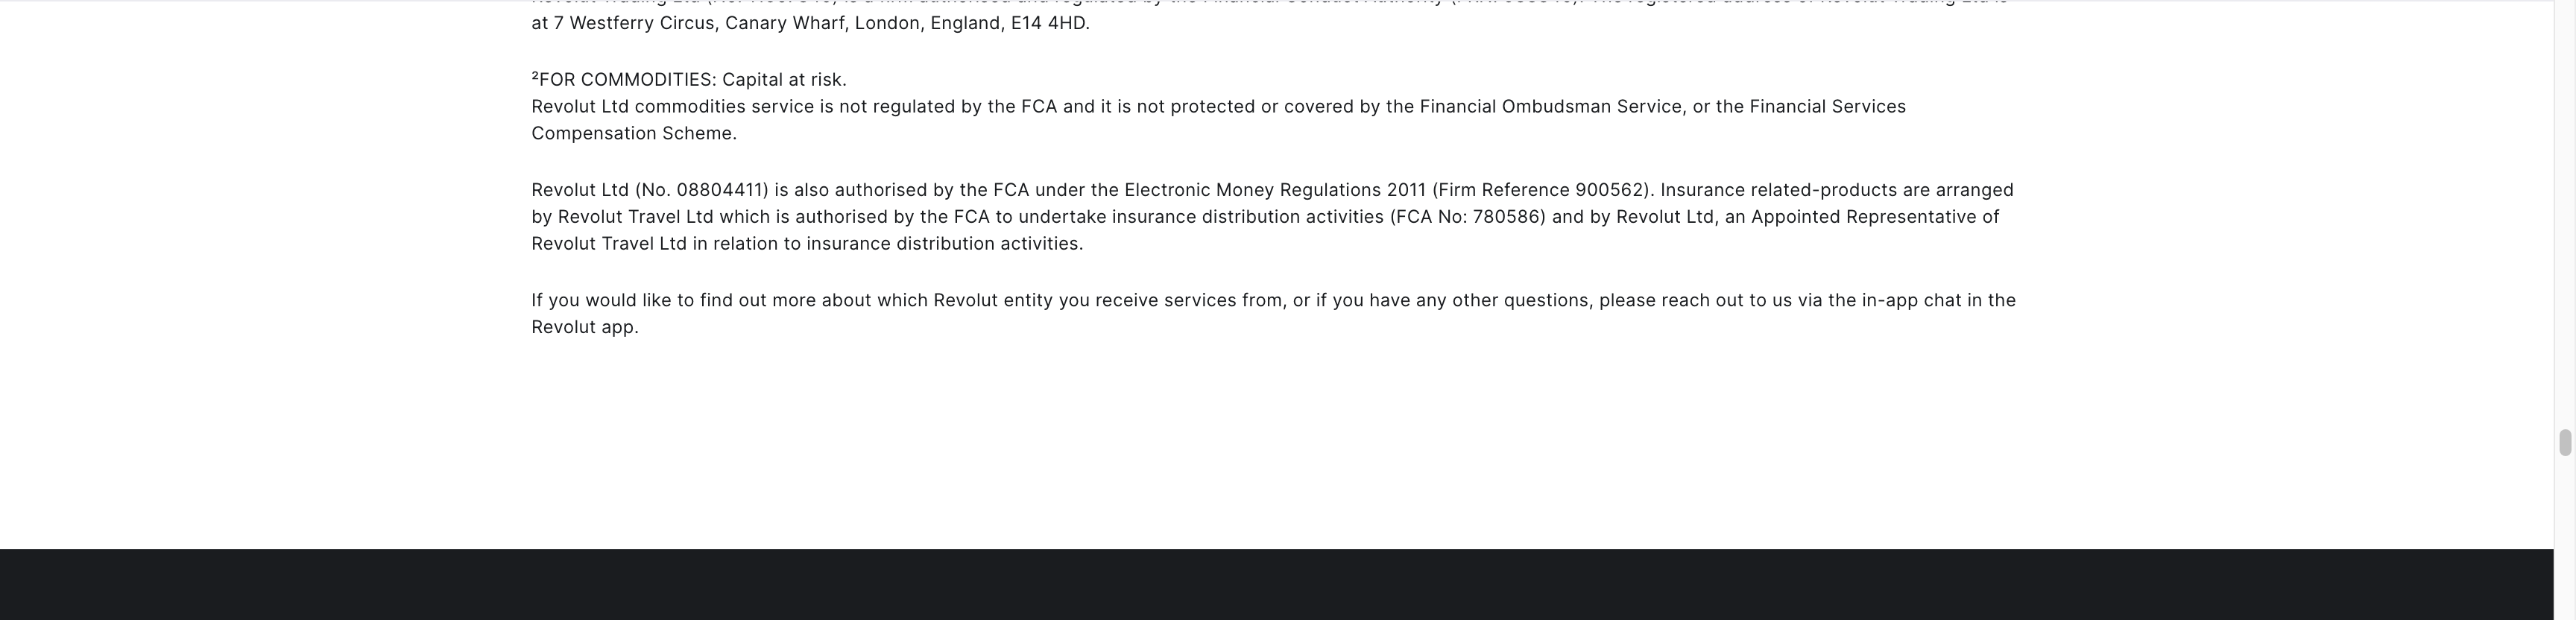 at 7 Westferry Circus, Canary Wharf, London, England, E14 4HD.
²FOR COMMODITIES: Capital at risk.
Revolut Ltd commodities service is not regulated by the FCA and it is not protected or covered by the Financial Ombudsman Service, or the Financial Services
Compensation Scheme.
Revolut Ltd (No. 08804411) is also authorised by the FCA under the Electronic Money Regulations 2011 (Firm Reference 900562). Insurance related-products are arranged
by Revolut Travel Ltd which is authorised by the FCA to undertake insurance distribution activities (FCA No: 780586) and by Revolut Ltd, an Appointed Representative of
Revolut Travel Ltd in relation to insurance distribution activities.
If you would like to find out more about which Revolut entity you receive services from, or if you have any other questions, please reach out to us via the in-app chat in the
Revolut app.